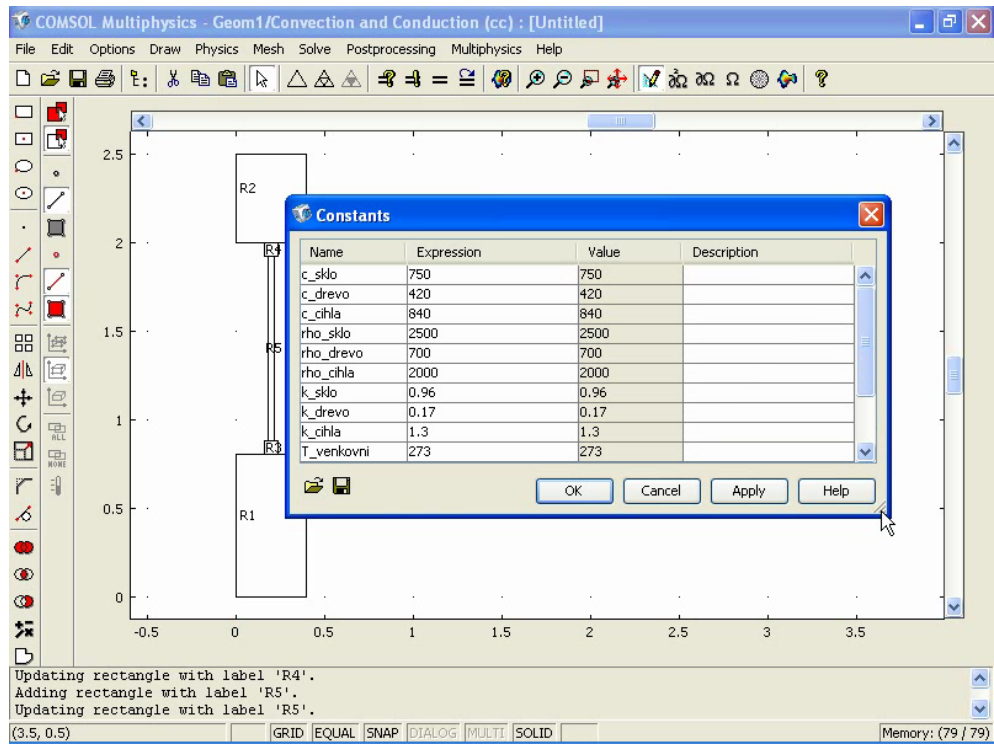 COMSOL Multiphysics - Geom1/Convection and Conduction (cc) : [Untitled]
File Edit Options Draw Physics Mesh Solve Postprocessing Multiphysics Help
2.5
R2
Constants
2
R4
Name Expression Value Description
c_sklo 750 750
c_drevo 420 420
c_cihla 840 840
1.5
rho_sklo 2500 2500
R5
rho_drevo 700 700
rho_cihla 2000 2000
k_sklo 0.96 0.96
k_drevo 0.17 0.17
1
k_cihla 1.3 1.3
R3
T_venkovni 273 273
ALL
NONE
OK Cancel Apply Help
0.5
R1
0
-0.5 0 0.5 1 1.5 2 2.5 3 3.5
Updating rectangle with label 'R4'.
Adding rectangle with label 'R5'.
Updating rectangle with label 'R5'.
(3.5, 0.5) GRID EQUAL SNAP DIALOG MULTI SOLID Memory: (79 / 79)